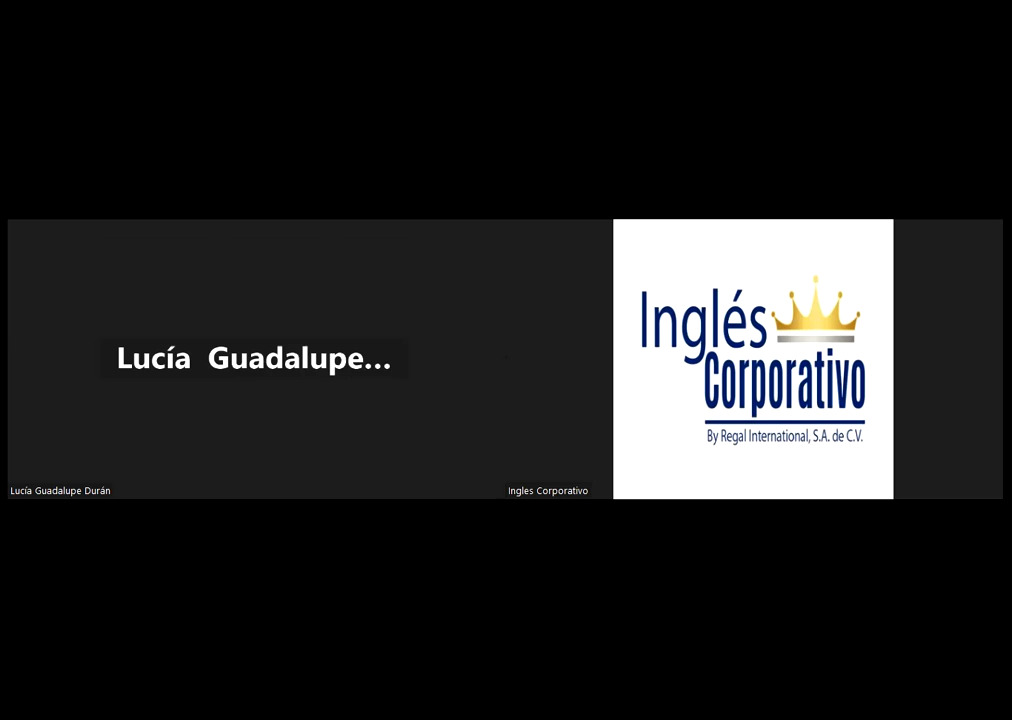 Lucía Guadalupe...
Lucía Guadalupe Durán
Inglés
Corporativo
By Regal International, S.A. de C.V.
Ingles Corporativo